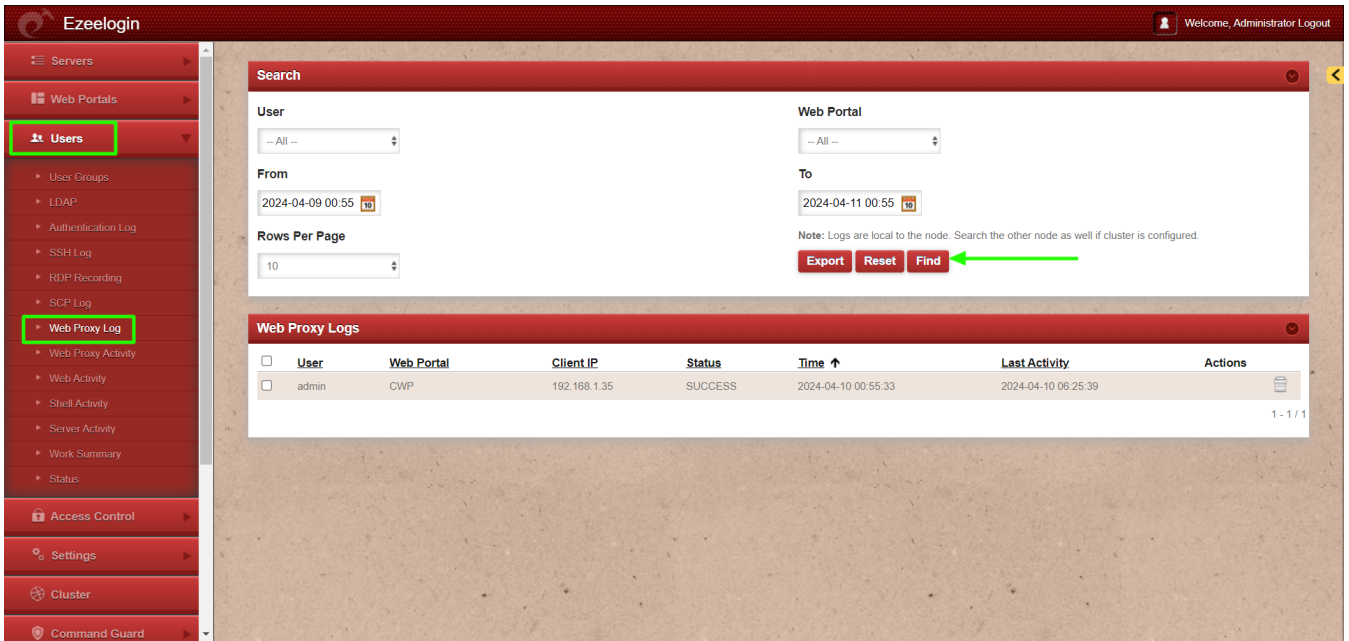 Ezeelogin
Welcome, Administrator Logout
Servers
Web Portals
Users
User Groups
LDAP
Authentication Log
SSH Log
RDP Recording
SCP Log
Web Proxy Log
Web Proxy Activity
Web Activity
Shell Activity
Server Activity
Work Summary
Status
Access Control
Settings
Cluster
Command Guard
Search
User
Web Portal
-- All --
-- All --
From
To
2024-04-09 00:55
10
2024-04-11 00:55
10
Rows Per Page
Note: Logs are local to the node. Search the other node as well if cluster is configured.
10
Export Reset Find
Web Proxy Logs
User Web Portal Client IP Status Time Last Activity Actions
admin CWP 192.168.1.35 SUCCESS 2024-04-10 00:55:33 2024-04-10 06:25:39
1 - 1 / 1